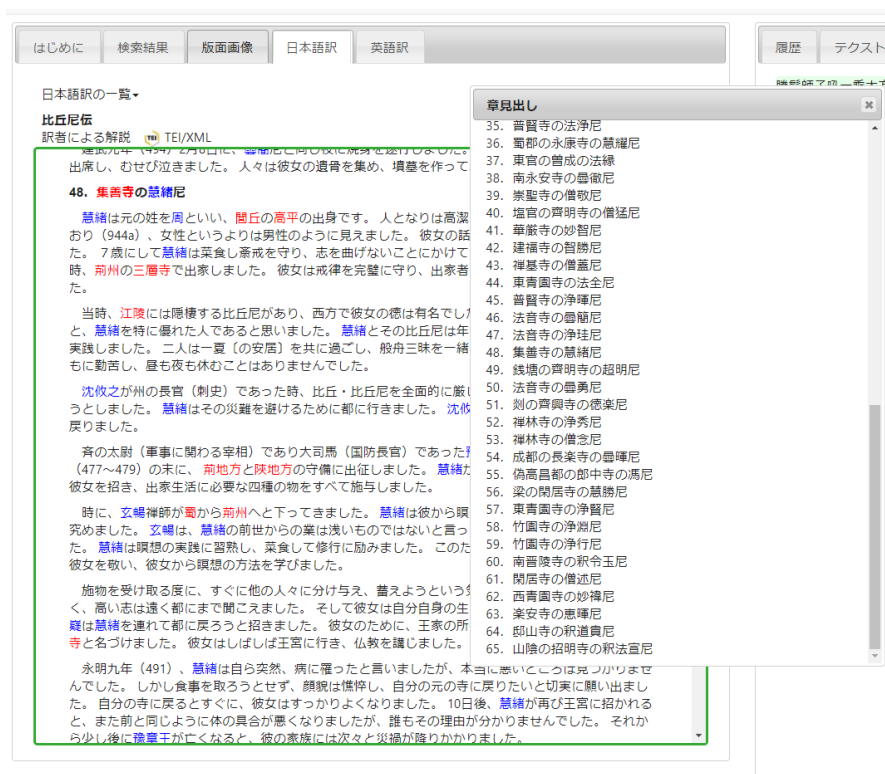 はじめに
検索結果
版面画像
日本語訳
英語訳
履歴
テクスト
日本語訳の一覧
比丘尼伝
訳者による解説 TEI/XML
出席し、むせび泣きました。 人々は彼女の遺骨を集め、墳墓を作って
48. 集善寺の慧緒尼
慧緒は元の姓を周といい、閭丘の高平の出身です。 人となりは高潔
おり（944a）、女性というよりは男性のように見えました。 彼女の話
た。 7歳にして慧緒は菜食し斎戒を守り、志を曲げないことにかけて
時、荊州の三層寺で出家しました。 彼女は戒律を完璧に守り、出家者
た。
当時、江陵には隠棲する比丘尼があり、西方で彼女の徳は有名でした
と、慧緒を特に優れた人であると思いました。 慧緒とその比丘尼は年
実践しました。 二人は一夏〔の安居〕を共に過ごし、般舟三昧を一緒
もに勤苦し、昼も夜も休むことはありませんでした。
沈攸之が州の長官（刺史）であった時、比丘・比丘尼を全面的に厳し
うとしました。 慧緒はその災難を避けるために都に行きました。 沈攸
戻りました。
斉の太尉（軍事に関わる宰相）であり大司馬（国防長官）であった
（477～479）の末に、 荊地方と陝地方の守備に出征しました。 慧緒が
彼女を招き、出家生活に必要な四種の物をすべて施与しました。
時に、玄暢禅師が蜀から荊州へと下ってきました。 慧緒は彼から瞑
究めました。 玄暢は、慧緒の前世からの業は浅いものではないと言っ
た。 慧緒は瞑想の実践に習熟し、菜食して修行に励みました。 このた
彼女を敬い、彼女から瞑想の方法を学びました。
施物を受け取る度に、すぐに他の人々に分け与え、蓄えようという
く、高い志は遠く都にまで聞こえました。 そして彼女は自分自身の生
嶷は慧緒を連れて都に戻ろうと招きました。 彼女のために、王家の所
寺と名づけました。 彼女はしばしば王宮に行き、仏教を講じました。
永明九年（491）、慧緒は自ら突然、病に罹ったと言いましたが、本当に悪いところは見つかりませ
んでした。 しかし食事を取ろうとせず、顔貌は憔悴し、自分の元の寺に戻りたいと切実に願い出まし
た。 自分の寺に戻るとすぐに、彼女はすっかりよくなりました。 10日後、慧緒が再び王宮に招かれる
と、また前と同じように体の具合が悪くなりましたが、誰もその理由が分かりませんでした。 それか
ら少し後に豫章王が亡くなると、彼の家族には次々と災禍が降りかかりました。
章見出し
35. 普賢寺の法浄尼
36. 蜀郡の永康寺の慧耀尼
37. 東官の曽成の法縁
38. 南永安寺の曇徹尼
39. 崇聖寺の僧敬尼
40. 塩官の齊明寺の僧猛尼
41. 華厳寺の妙智尼
42. 建福寺の智勝尼
43. 禅基寺の僧蓋尼
44. 東青園寺の法全尼
45. 普賢寺の浄暉尼
46. 法音寺の曇簡尼
47. 法音寺の浄珪尼
48. 集善寺の慧緒尼
49. 銭塘の齊明寺の超明尼
50. 法音寺の曇勇尼
51. 剡の齊興寺の徳楽尼
52. 禅林寺の浄秀尼
53. 禅林寺の僧念尼
54. 成都の長楽寺の曇暉尼
55. 偽高昌都の郎中寺の馮尼
56. 梁の閑居寺の慧勝尼
57. 東青園寺の浄賢尼
58. 竹園寺の浄淵尼
59. 竹園寺の浄行尼
60. 南晋陵寺の釈令玉尼
61. 閑居寺の僧述尼
62. 西青園寺の妙禕尼
63. 楽安寺の恵暉尼
64. 邸山寺の釈道貴尼
65. 山陰の招明寺の釈法宣尼